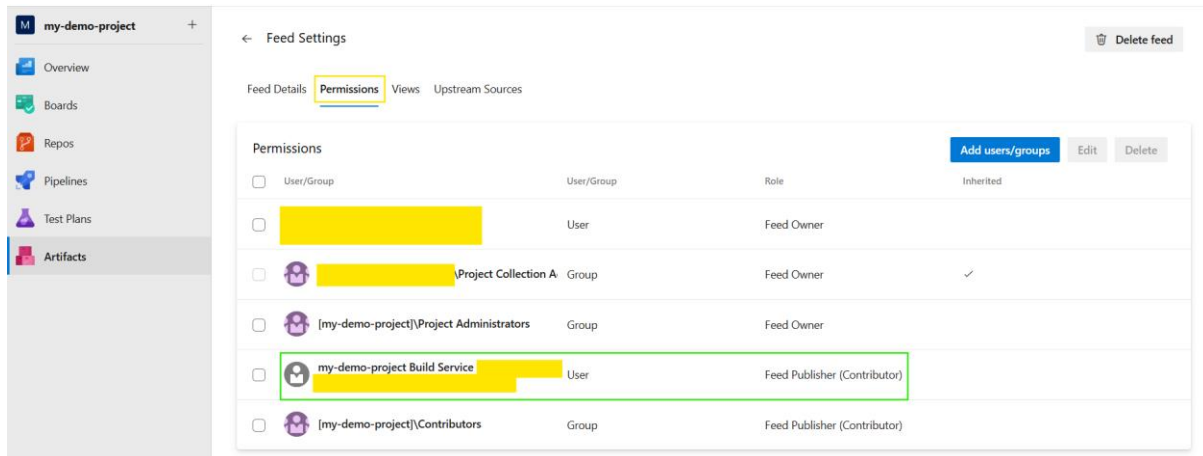 M my-demo-project +
← Feed Settings
Delete feed
Overview
Boards
Repos
Pipelines
Test Plans
Artifacts
Feed Details Permissions Views Upstream Sources
Permissions
Add users/groups Edit Delete
User/Group User/Group Role Inherited
User Feed Owner
\Project Collection A Group Feed Owner ✓
[my-demo-project]\Project Administrators Group Feed Owner
my-demo-project Build Service User Feed Publisher (Contributor)
[my-demo-project]\Contributors Group Feed Publisher (Contributor)